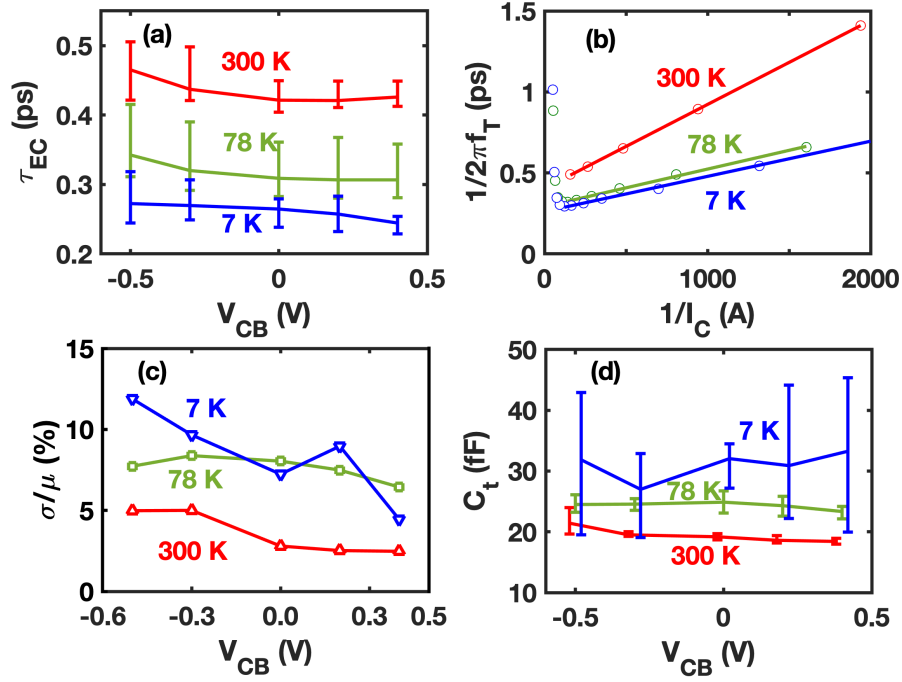 (a)
τEC (ps)
0.5
0.4
0.3
0.2
300 K
78 K
7 K
-0.5
0
0.5
VCB (V)
(b)
1/2πfT (ps)
1.5
1
0.5
0
300 K
78 K
7 K
0
1000
2000
1/IC (A)
(c)
σ/μ (%)
15
10
5
0
7 K
78 K
300 K
-0.6
-0.3
0.0
0.3
0.5
VCB (V)
(d)
Ct (fF)
50
40
30
20
10
7 K
78 K
300 K
-0.5
0
0.5
VCB (V)